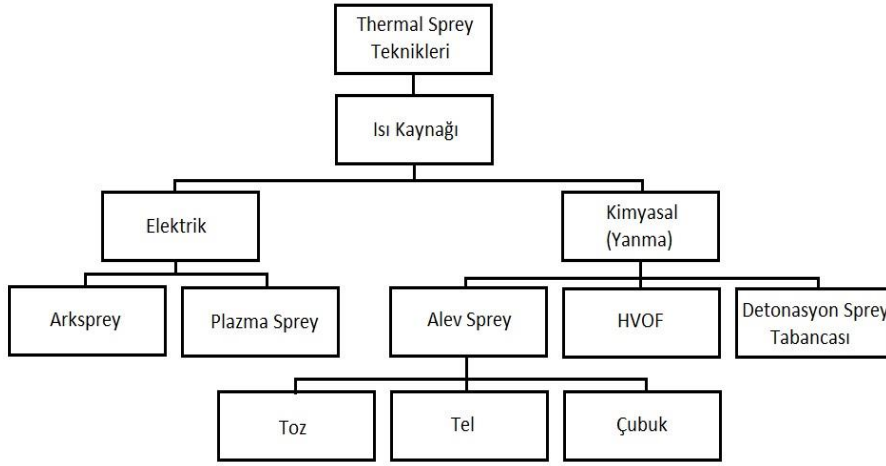 Thermal Sprey
Teknikleri
Isı Kaynağı
Elektrik
Kimyasal
(Yanma)
Arksprey
Plazma Sprey
Alev Sprey
HVOF
Detonasyon Sprey
Tabancası
Toz
Tel
Çubuk